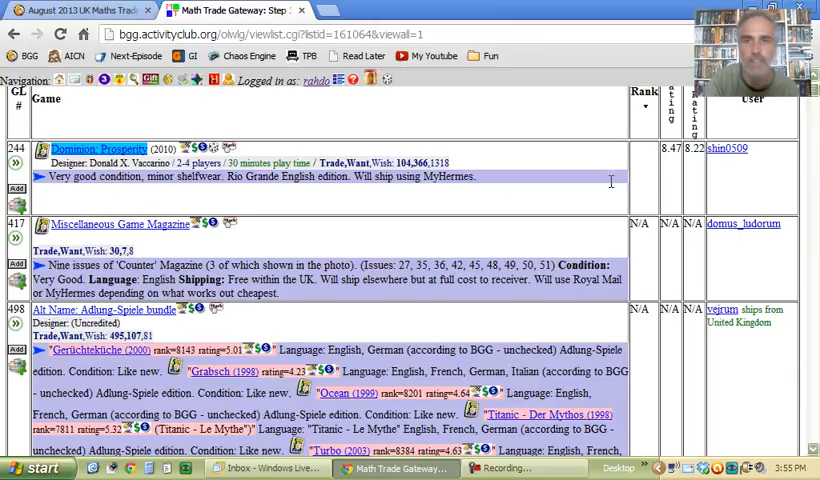 August 2013 UK Maths Trad
Math Trade Gateway: Step 3
bgg.activityclub.org/olwlg/viewlist.cgi?listid=161064&viewall=1
BGG AICN Next-Episode GI Chaos Engine TPB Read Later My Youtube Fun
Navigation: Logged in as: rahdo
GL # Game Rank ating Rating User
244 Dominion: Prosperity (2010) 8.47 8.22 shin0509
Designer: Donald X. Vaccarino / 2-4 players / 30 minutes play time / Trade,Want,Wish: 104,366,1318
Add Very good condition, minor shelfwear. Rio Grande English edition. Will ship using MyHermes.
417 Miscellaneous Game Magazine N/A N/A domus_ludorum
Trade,Want,Wish: 30,7,8
Add Nine issues of 'Counter' Magazine (3 of which shown in the photo). (Issues: 27, 35, 36, 42, 45, 48, 49, 50, 51) Condition:
Very Good. Language: English Shipping: Free within the UK. Will ship elsewhere but at full cost to receiver. Will use Royal Mail
or MyHermes depending on what works out cheapest.
498 Alt Name: Adlung-Spiele bundle N/A N/A vejrum ships from
Designer: (Uncredited) United Kingdom
Trade,Want,Wish: 495,107,81
Add "Gerüchteküche (2000) rank=8143 rating=5.01 Language: English, German (according to BGG - unchecked) Adlung-Spiele
edition. Condition: Like new. "Grabsch (1998) rating=4.23 Language: English, French, German, Italian (according to BGG
- unchecked) Adlung-Spiele edition. Condition: Like new. "Ocean (1999) rank=8201 rating=4.64 Language: English,
French, German (according to BGG - unchecked) Adlung-Spiele edition. Condition: Like new. "Titanic - Der Mythos (1998)
rank=7811 rating=5.32 (Titanic - Le Mythe") Language: "Titanic - Le Mythe" English, French, German (according to BGG -
unchecked) Adlung-Spiele edition. Condition: Like new. "Turbo (2003) rank=8384 rating=4.63 Language: English, French,
start Inbox - Windows Live... Math Trade Gateway:... Recording... Desktop 3:55 PM